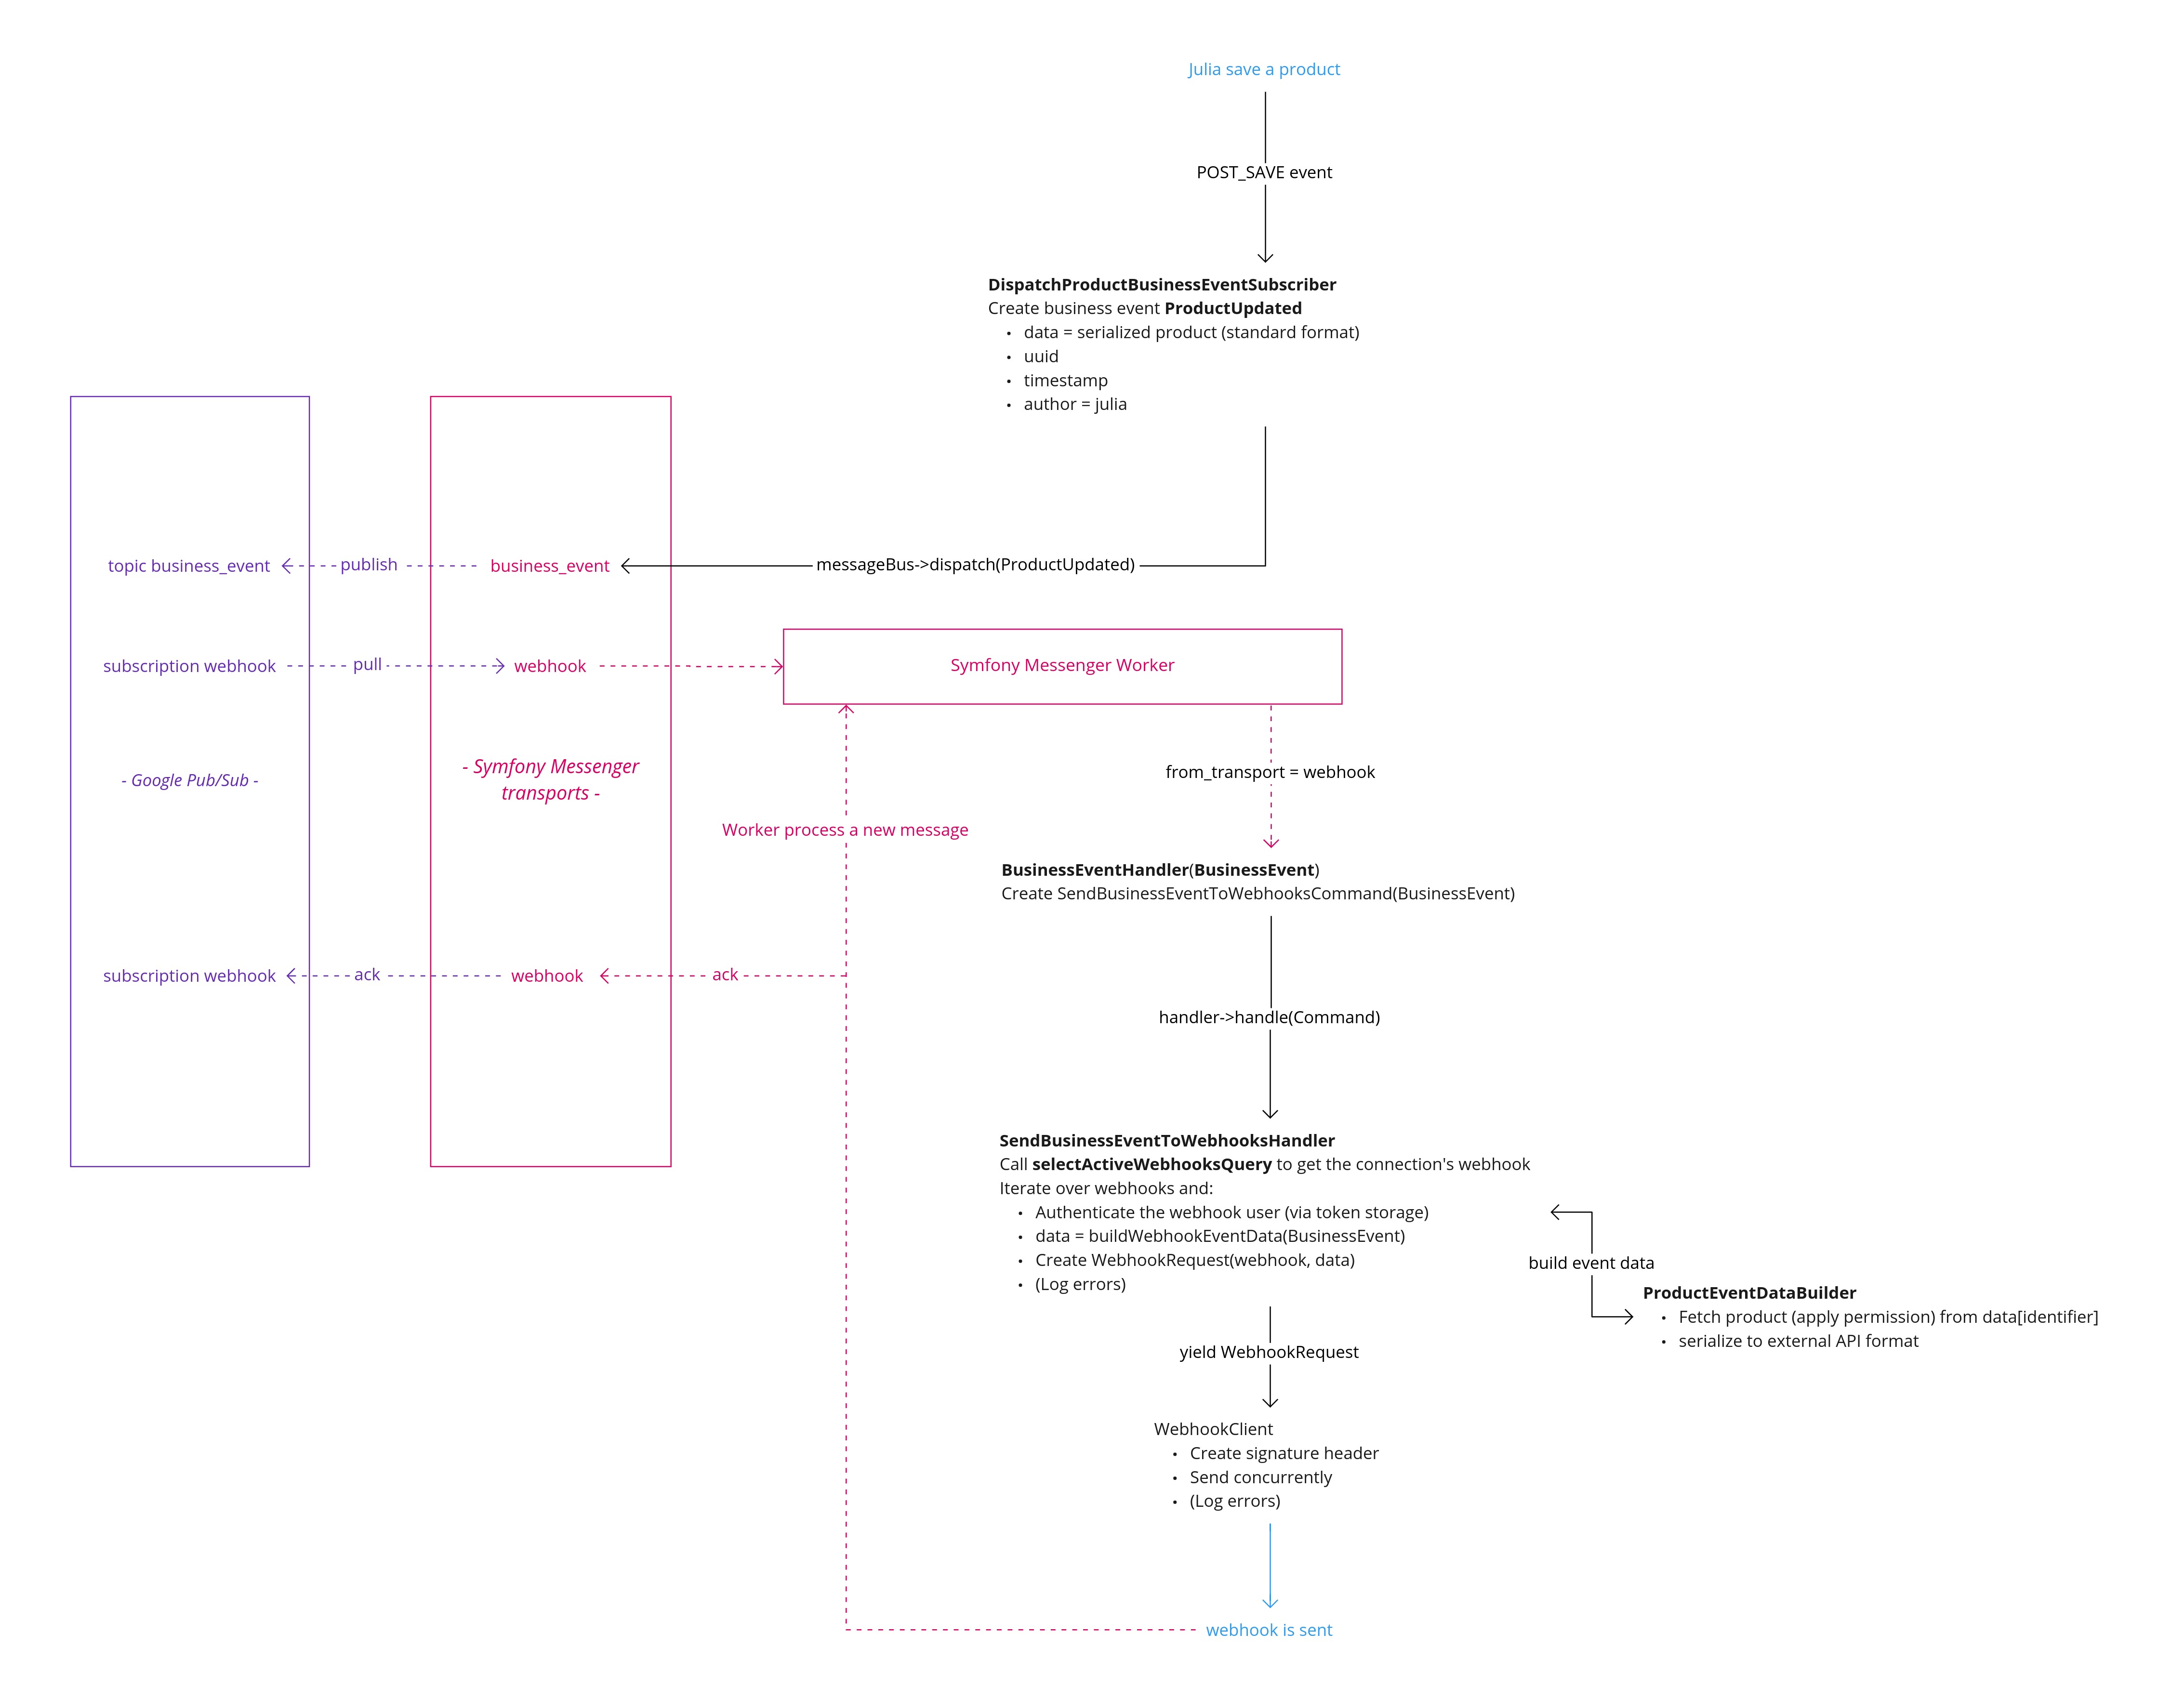 Julia save a product
POST_SAVE event
DispatchProductBusinessEventSubscriber
Create business event ProductUpdated
• data = serialized product (standard format)
• uuid
• timestamp
• author = julia
topic business_event
publish
business_event
messageBus->dispatch(ProductUpdated)
subscription webhook
pull
webhook
Symfony Messenger Worker
- Google Pub/Sub -
- Symfony Messenger
transports -
from_transport = webhook
Worker process a new message
BusinessEventHandler(BusinessEvent)
Create SendBusinessEventToWebhooksCommand(BusinessEvent)
subscription webhook
ack
webhook
ack
handler->handle(Command)
SendBusinessEventToWebhooksHandler
Call selectActiveWebhooksQuery to get the connection's webhook
Iterate over webhooks and:
• Authenticate the webhook user (via token storage)
• data = buildWebhookEventData(BusinessEvent)
• Create WebhookRequest(webhook, data)
• (Log errors)
build event data
ProductEventDataBuilder
• Fetch product (apply permission) from data[identifier]
• serialize to external API format
yield WebhookRequest
WebhookClient
• Create signature header
• Send concurrently
• (Log errors)
webhook is sent